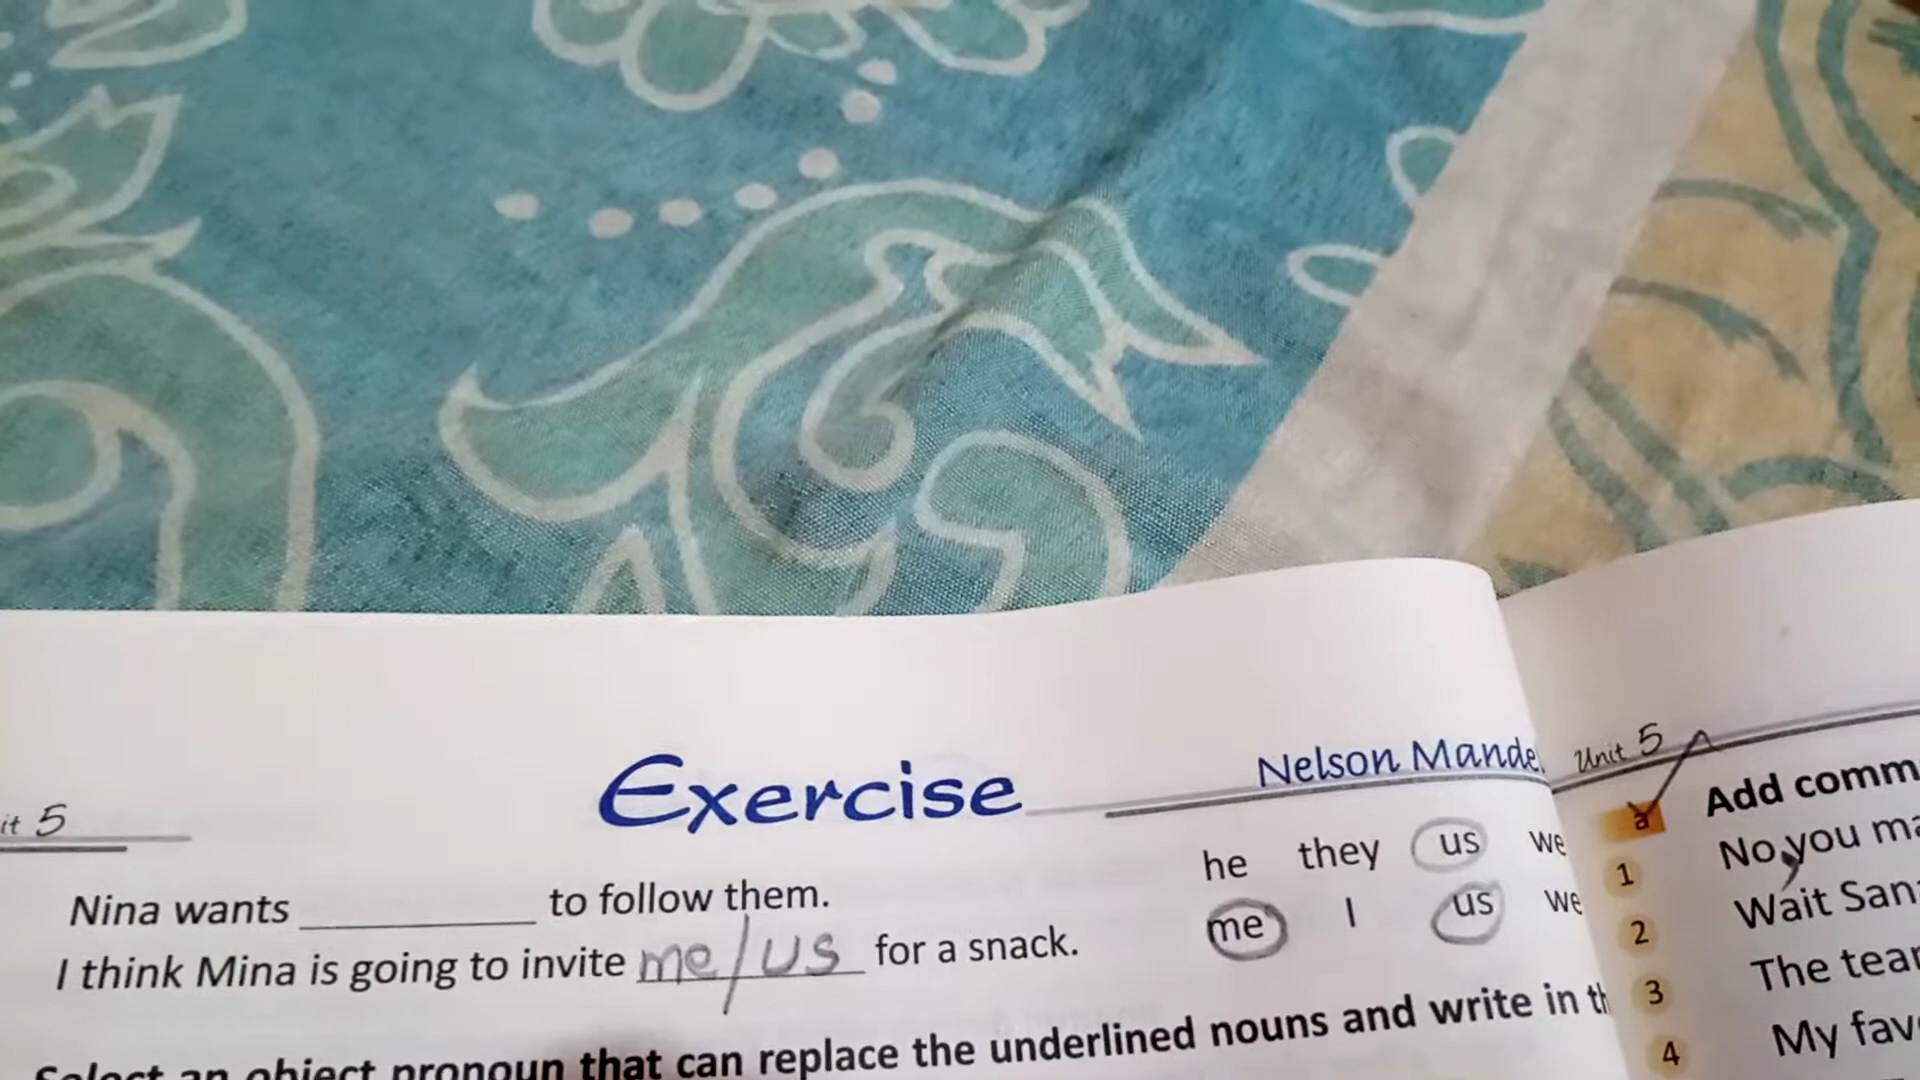 Exercise
Nelson Mande
it 5
Nina wants ________ to follow them.
he they us we
I think Mina is going to invite me/us for a snack.
me I us we
Select an object pronoun that can replace the underlined nouns and write in th
Unit 5
a Add comm
1 No, you ma
2 Wait San
3 The tear
4 My fav